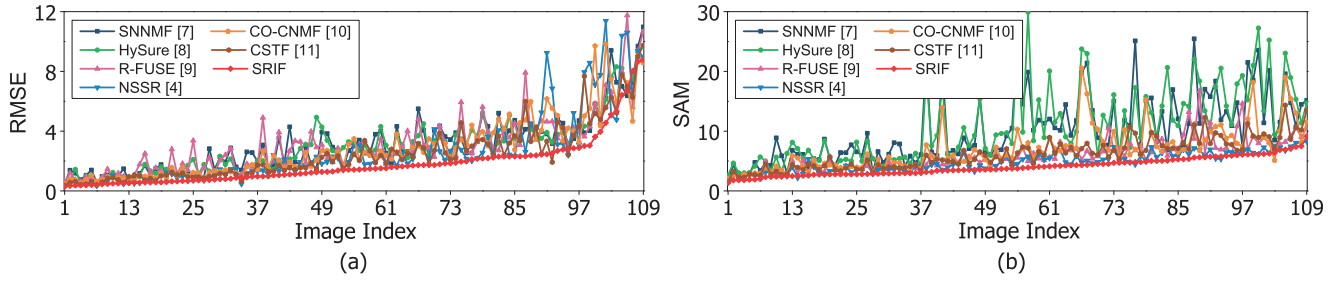 RMSE
12
8
4
0
SNNMF [7]
HySure [8]
R-FUSE [9]
NSSR [4]
CO-CNMF [10]
CSTF [11]
SRIF
1 13 25 37 49 61 73 85 97 109
Image Index
(a)
SAM
30
20
10
0
SNNMF [7]
HySure [8]
R-FUSE [9]
NSSR [4]
CO-CNMF [10]
CSTF [11]
SRIF
1 13 25 37 49 61 73 85 97 109
Image Index
(b)